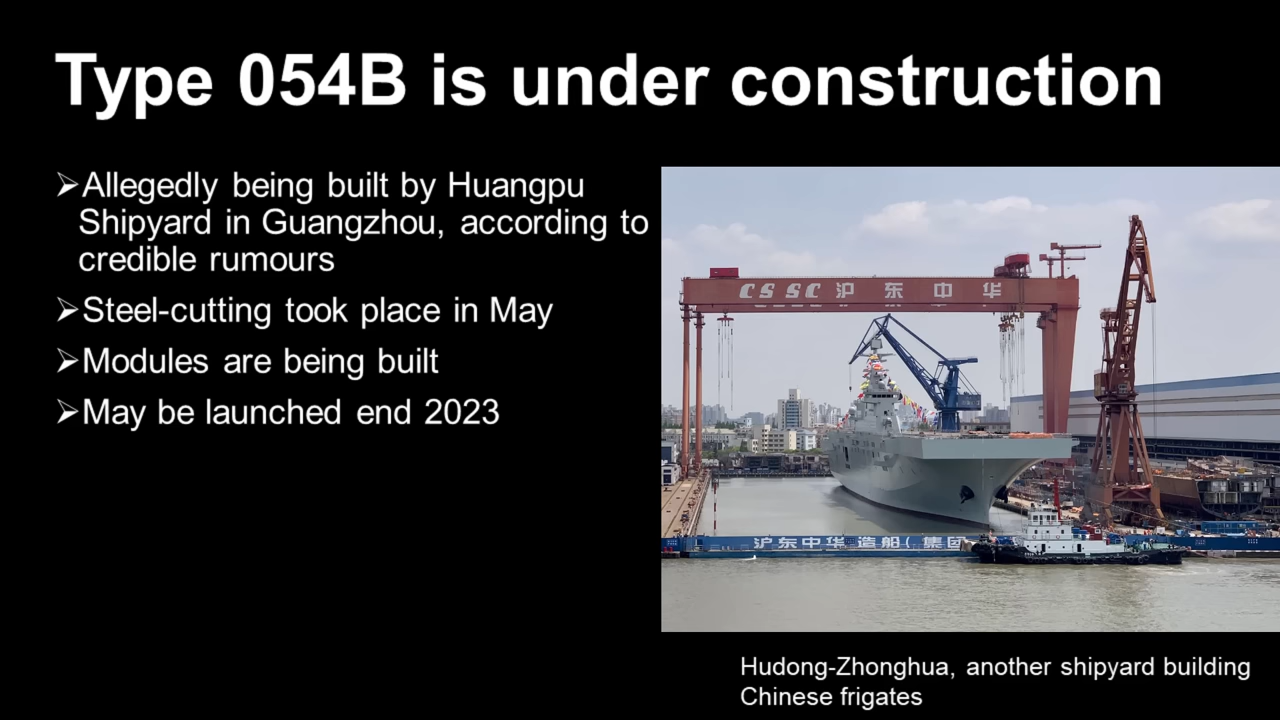 Type 054B is under construction
➢Allegedly being built by Huangpu
Shipyard in Guangzhou, according to
credible rumours
➢Steel-cutting took place in May
➢Modules are being built
➢May be launched end 2023
CSSC 沪东中华
沪东中华造船(集团
Hudong-Zhonghua, another shipyard building
Chinese frigates